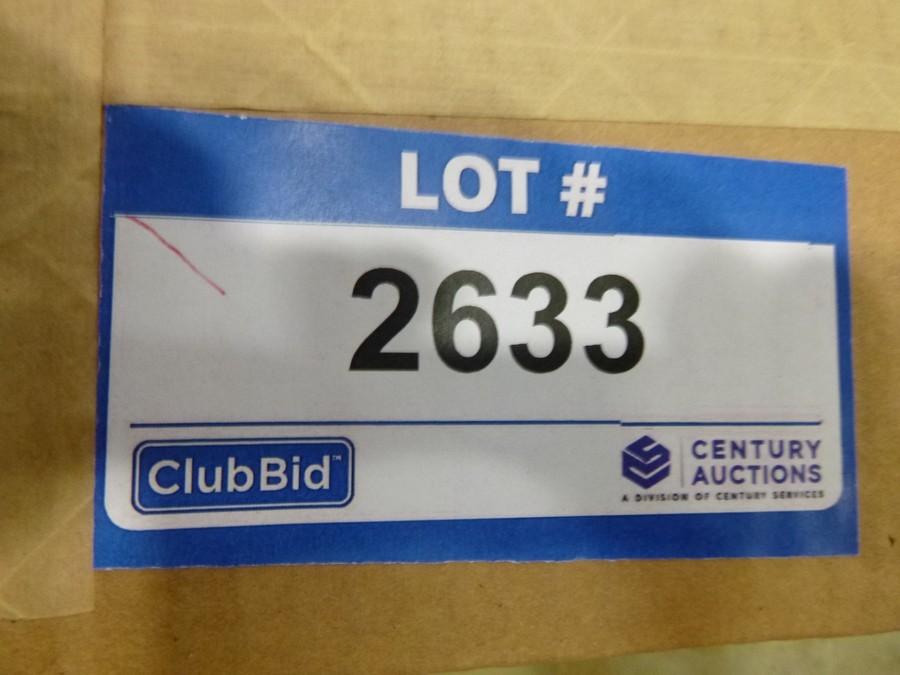 LOT #
2633
ClubBid™
CENTURY
AUCTIONS
A DIVISION OF CENTURY SERVICES